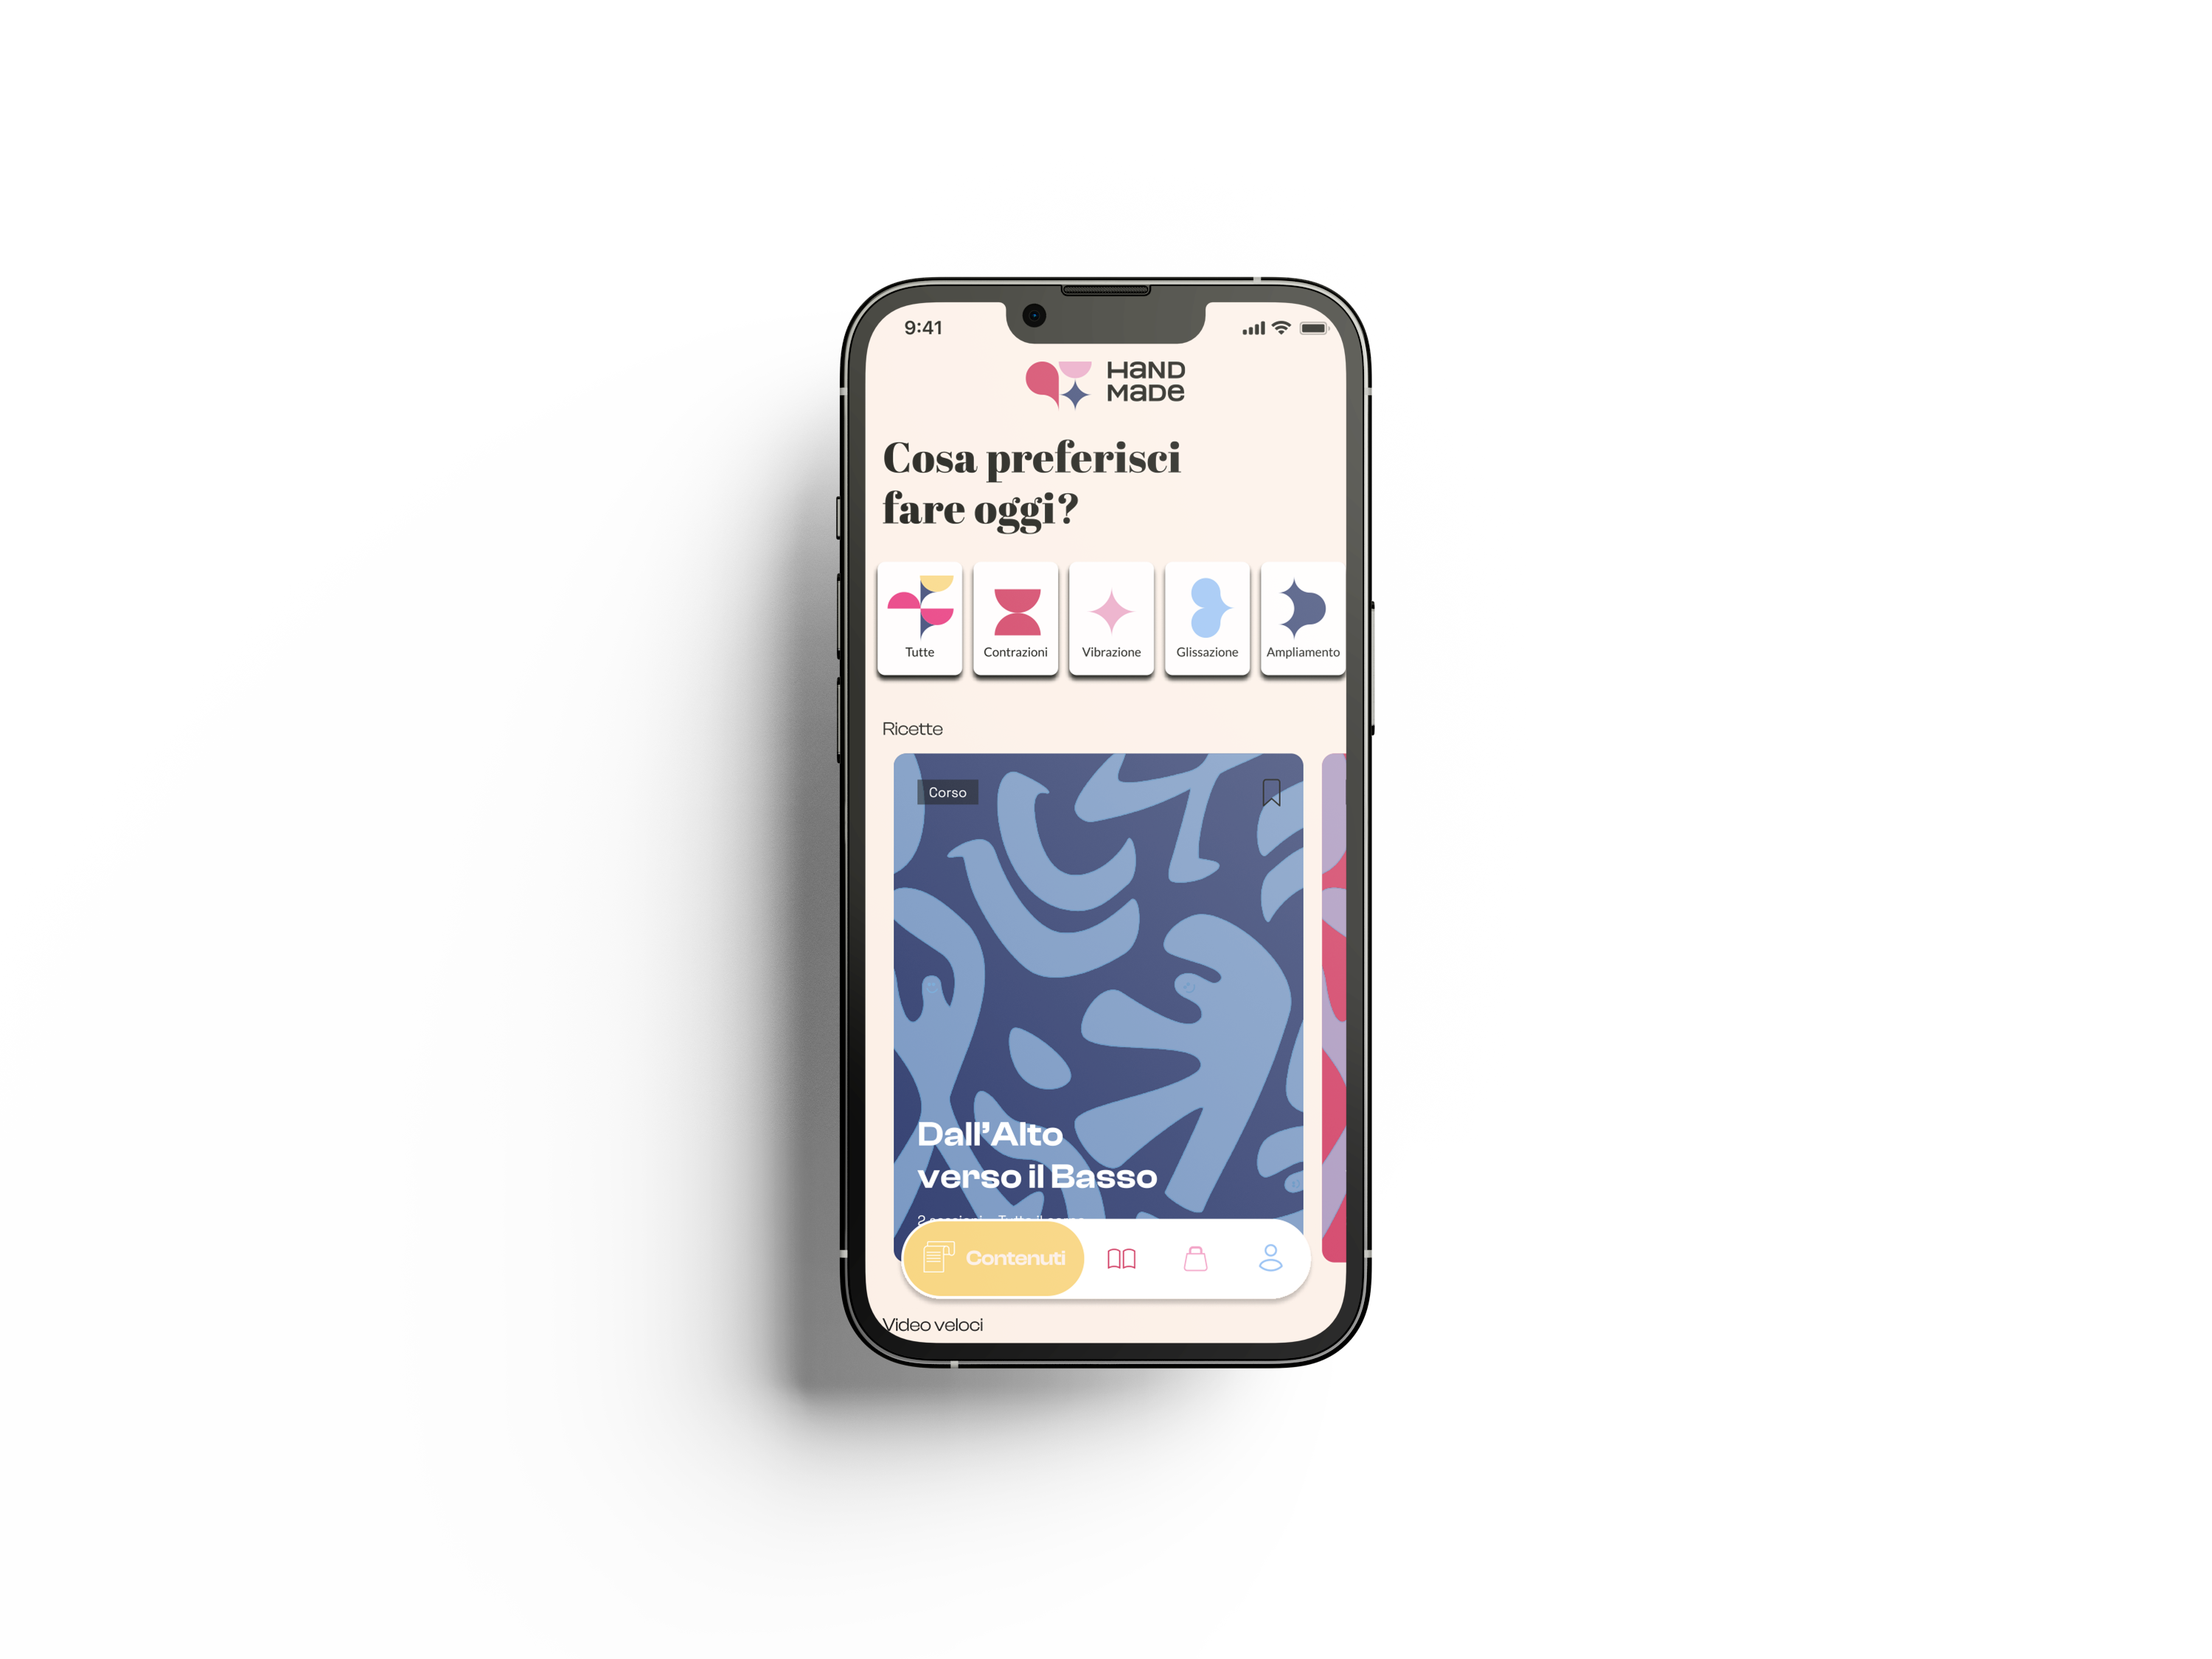 9:41
HaND
MaDe
Cosa preferisci
fare oggi?
Tutte
Contrazioni
Vibrazione
Glissazione
Ampliamento
Ricette
Corso
Dall'Alto
verso il Basso
Contenuti
Video veloci